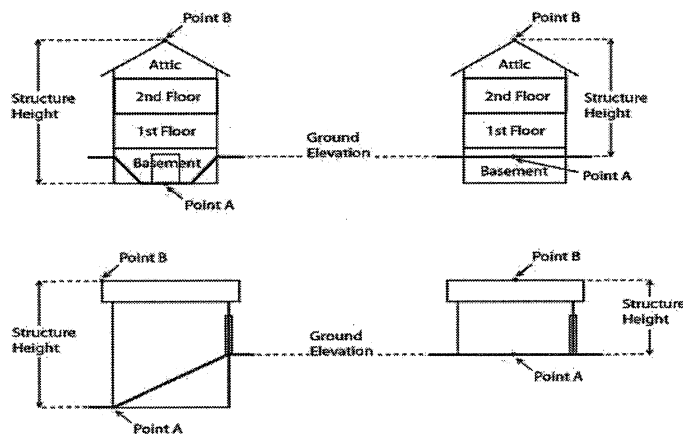 Point B
Attic
2nd Floor
1st Floor
Basement
Structure
Height
Point A
Ground
Elevation
Point B
Attic
2nd Floor
1st Floor
Basement
Structure
Height
Point A
Point B
Structure
Height
Point A
Ground
Elevation
Point B
Structure
Height
Point A